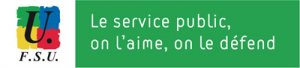 U.
F.S.U.
Le service public,
on l'aime, on le défend